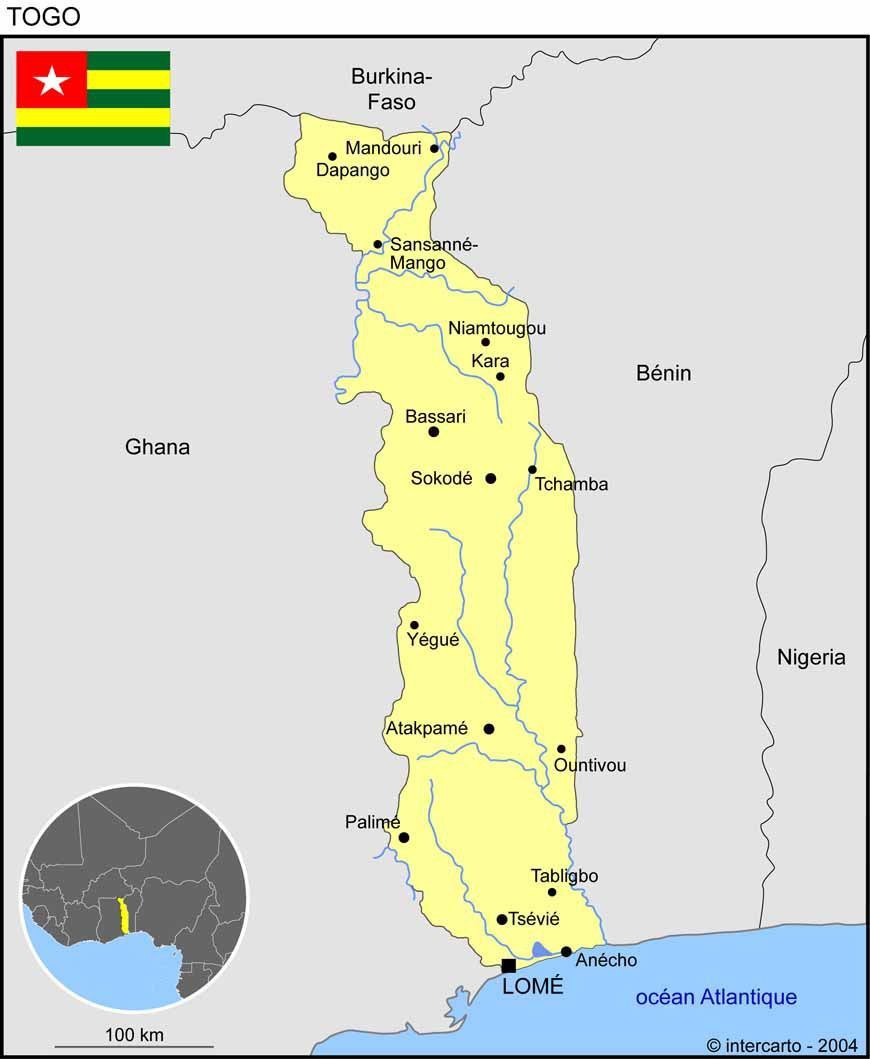 TOGO
Burkina-
Faso
Mandouri
Dapango
Sansanné-
Mango
Niamtougou
Kara
Bénin
Bassari
Ghana
Sokodé
Tchamba
Yégué
Nigeria
Atakpamé
Ountivou
Palimé
Tabligbo
Tsévié
Anécho
LOMÉ
océan Atlantique
100 km
© intercarto - 2004